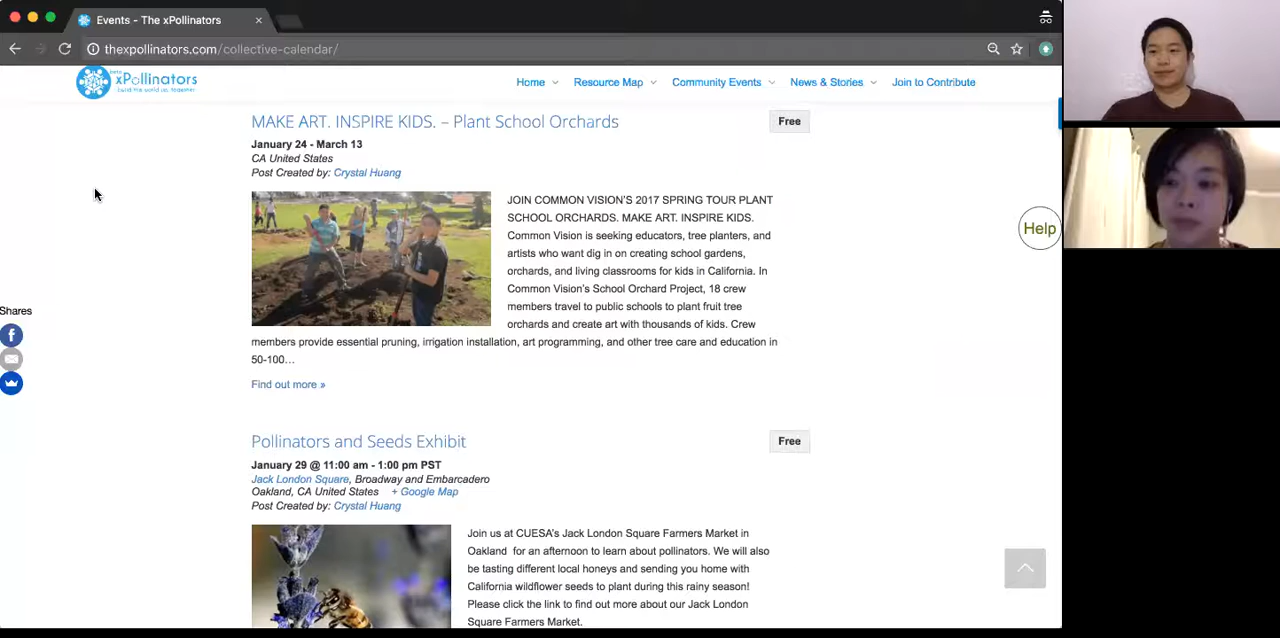 Events - The xPollinators
thexpollinators.com/collective-calendar/
xPollinators
build the world up, together
Home
Resource Map
Community Events
News & Stories
Join to Contribute
MAKE ART. INSPIRE KIDS. – Plant School Orchards
Free
January 24 - March 13
CA United States
Post Created by: Crystal Huang
JOIN COMMON VISION'S 2017 SPRING TOUR PLANT
SCHOOL ORCHARDS. MAKE ART. INSPIRE KIDS.
Common Vision is seeking educators, tree planters, and
artists who want dig in on creating school gardens,
orchards, and living classrooms for kids in California. In
Common Vision's School Orchard Project, 18 crew
members travel to public schools to plant fruit tree
orchards and create art with thousands of kids. Crew
members provide essential pruning, irrigation installation, art programming, and other tree care and education in
50-100…
Find out more »
Help
Shares
Pollinators and Seeds Exhibit
Free
January 29 @ 11:00 am - 1:00 pm PST
Jack London Square, Broadway and Embarcadero
Oakland, CA United States + Google Map
Post Created by: Crystal Huang
Join us at CUESA's Jack London Square Farmers Market in
Oakland for an afternoon to learn about pollinators. We will also
be tasting different local honeys and sending you home with
California wildflower seeds to plant during this rainy season!
Please click the link to find out more about our Jack London
Square Farmers Market.